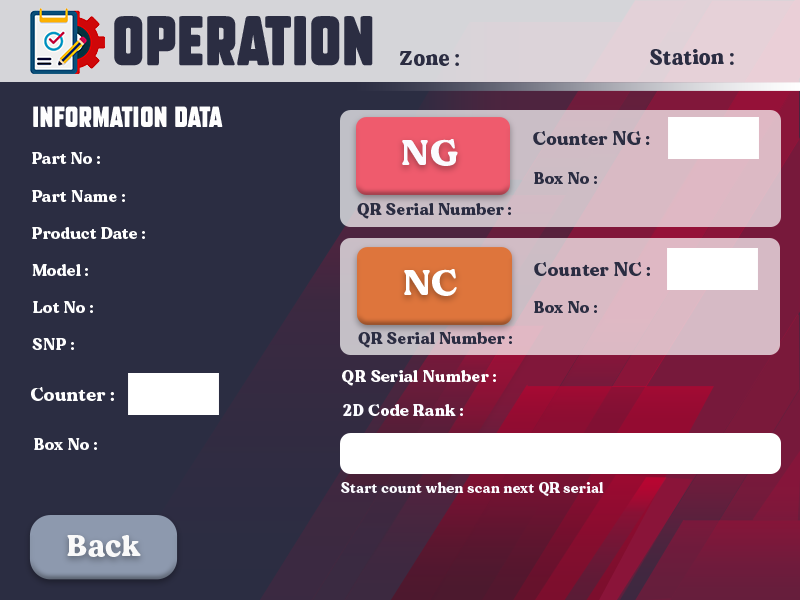 OPERATION
Zone :
Station :
INFORMATION DATA
Part No :
Part Name :
Product Date :
Model :
Lot No :
SNP :
Counter :
Box No :
Back
NG
Counter NG :
Box No :
QR Serial Number :
NC
Counter NC :
Box No :
QR Serial Number :
QR Serial Number :
2D Code Rank :
Start count when scan next QR serial